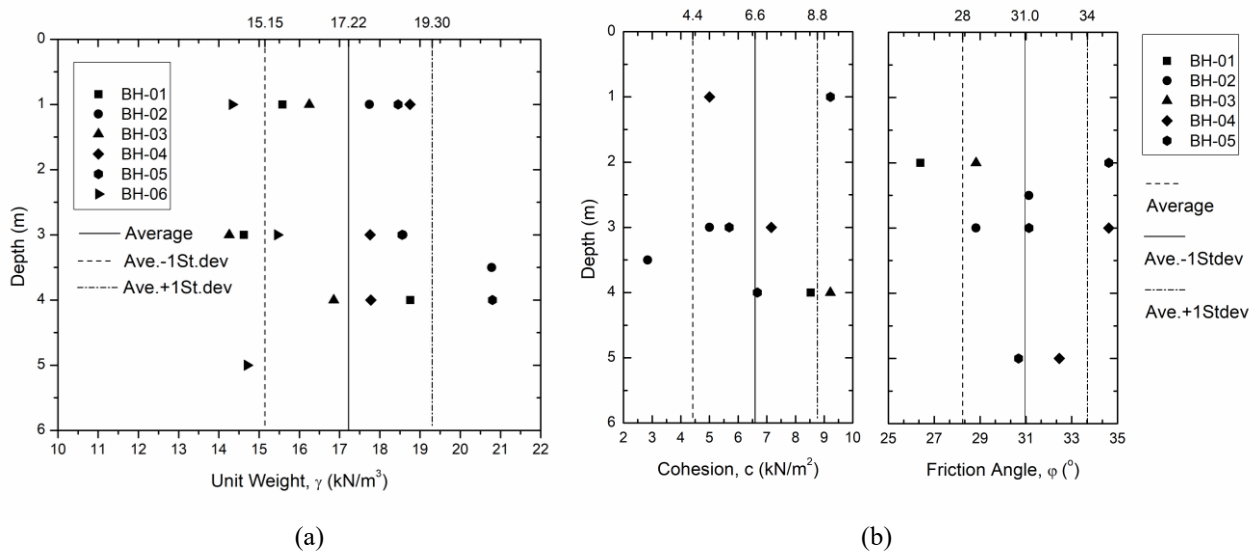 15.15 17.22 19.30
0
1
2
3
4
5
6
Depth (m)
BH-01
BH-02
BH-03
BH-04
BH-05
BH-06
Average
Ave.-1St.dev
Ave.+1St.dev
10 11 12 13 14 15 16 17 18 19 20 21 22
Unit Weight, γ (kN/m³)
(a)
4.4 6.6 8.8
0
1
2
3
4
5
6
Depth (m)
2 3 4 5 6 7 8 9 10
Cohesion, c (kN/m²)
28 31.0 34
25 27 29 31 33 35
Friction Angle, φ (°)
BH-01
BH-02
BH-03
BH-04
BH-05
Average
Ave.-1Stdev
Ave.+1Stdev
(b)